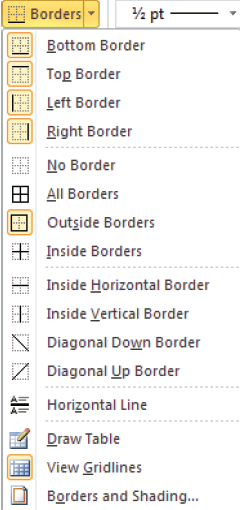 Borders ½ pt
Bottom Border
Top Border
Left Border
Right Border
No Border
All Borders
Outside Borders
Inside Borders
Inside Horizontal Border
Inside Vertical Border
Diagonal Down Border
Diagonal Up Border
Horizontal Line
Draw Table
View Gridlines
Borders and Shading...